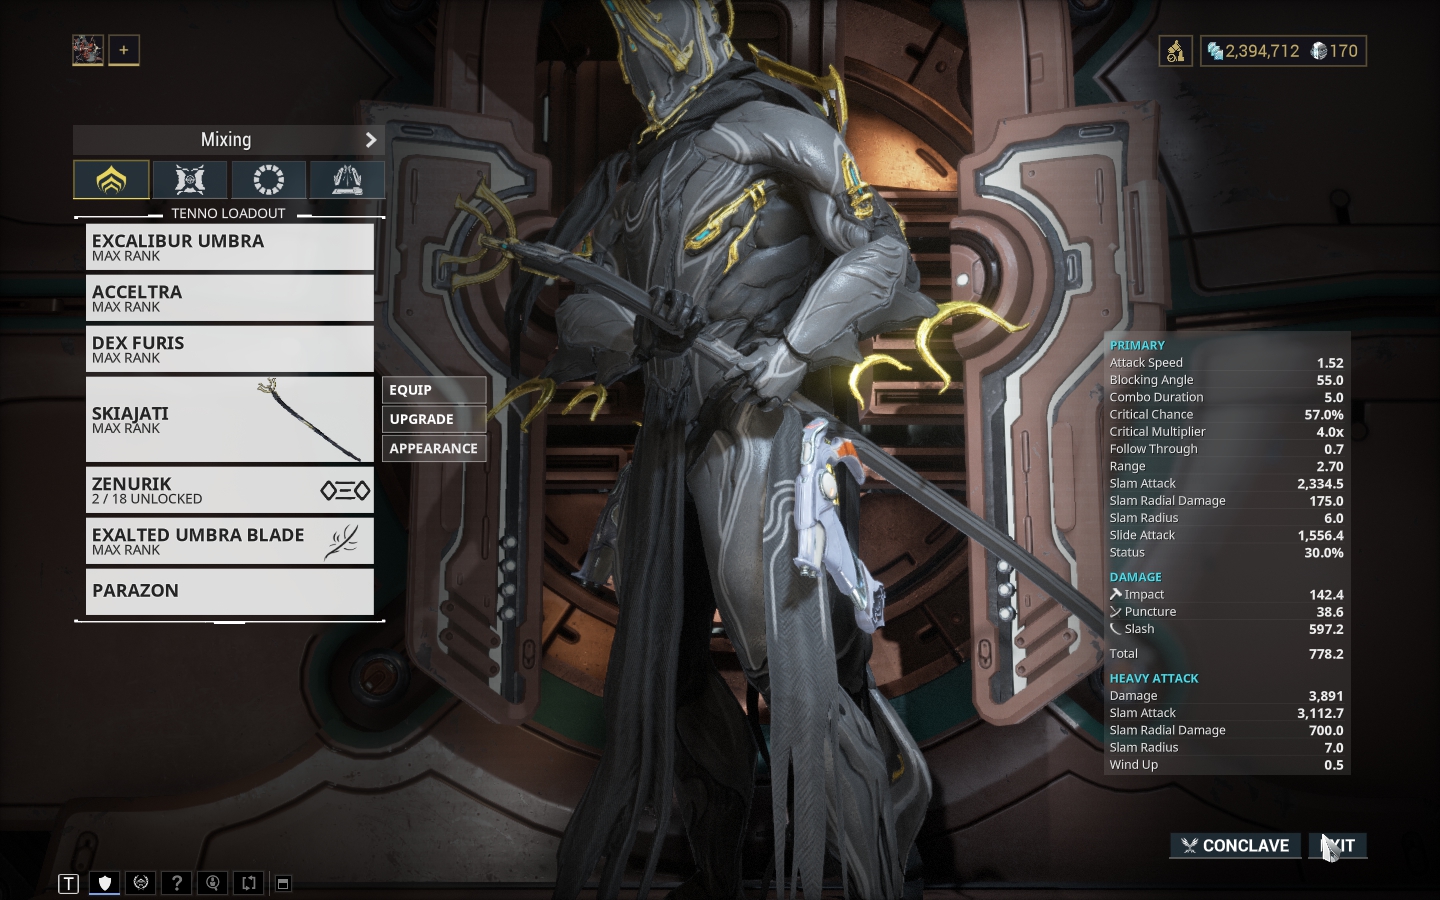 +
2,394,712 170
Mixing
TENNO LOADOUT
EXCALIBUR UMBRA
MAX RANK
ACCELTRA
MAX RANK
DEX FURIS
MAX RANK
SKIAJATI
MAX RANK
EQUIP
UPGRADE
APPEARANCE
ZENURIK
2 / 18 UNLOCKED
EXALTED UMBRA BLADE
MAX RANK
PARAZON
PRIMARY
Attack Speed 1.52
Blocking Angle 55.0
Combo Duration 5.0
Critical Chance 57.0%
Critical Multiplier 4.0x
Follow Through 0.7
Range 2.70
Slam Attack 2,334.5
Slam Radial Damage 175.0
Slam Radius 6.0
Slide Attack 1,556.4
Status 30.0%
DAMAGE
Impact 142.4
Puncture 38.6
Slash 597.2
Total 778.2
HEAVY ATTACK
Damage 3,891
Slam Attack 3,112.7
Slam Radial Damage 700.0
Slam Radius 7.0
Wind Up 0.5
CONCLAVE
T ?